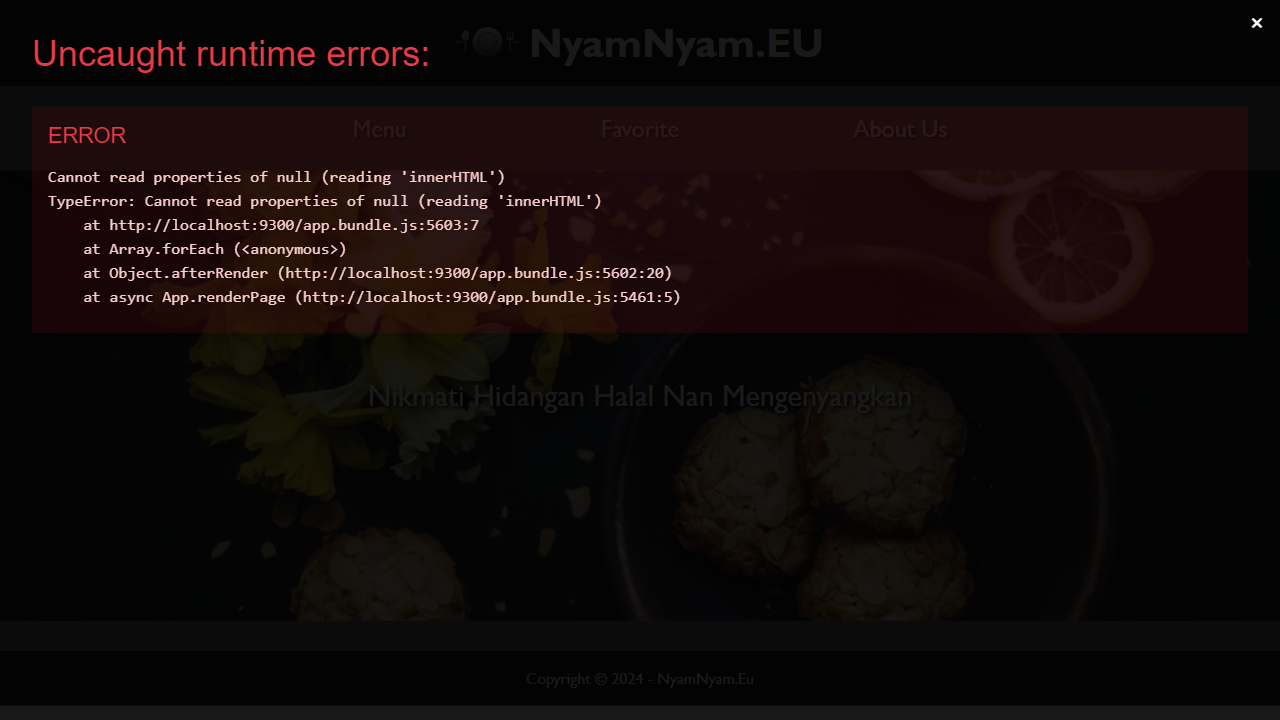 ×
NyamNyam.EU
Uncaught runtime errors:
Menu Favorite About Us
ERROR
Cannot read properties of null (reading 'innerHTML')
TypeError: Cannot read properties of null (reading 'innerHTML')
at http://localhost:9300/app.bundle.js:5603:7
at Array.forEach (<anonymous>)
at Object.afterRender (http://localhost:9300/app.bundle.js:5602:20)
at async App.renderPage (http://localhost:9300/app.bundle.js:5461:5)
Nikmati Hidangan Halal Nan Mengenyangkan
Copyright © 2024 - NyamNyam.Eu